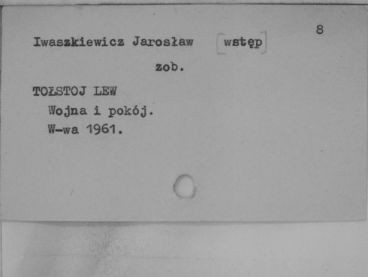 8
Iwaszkiewicz Jarosław [wstęp]
zob.
TOŁSTOJ LEW
Wojna i pokój.
W-wa 1961.